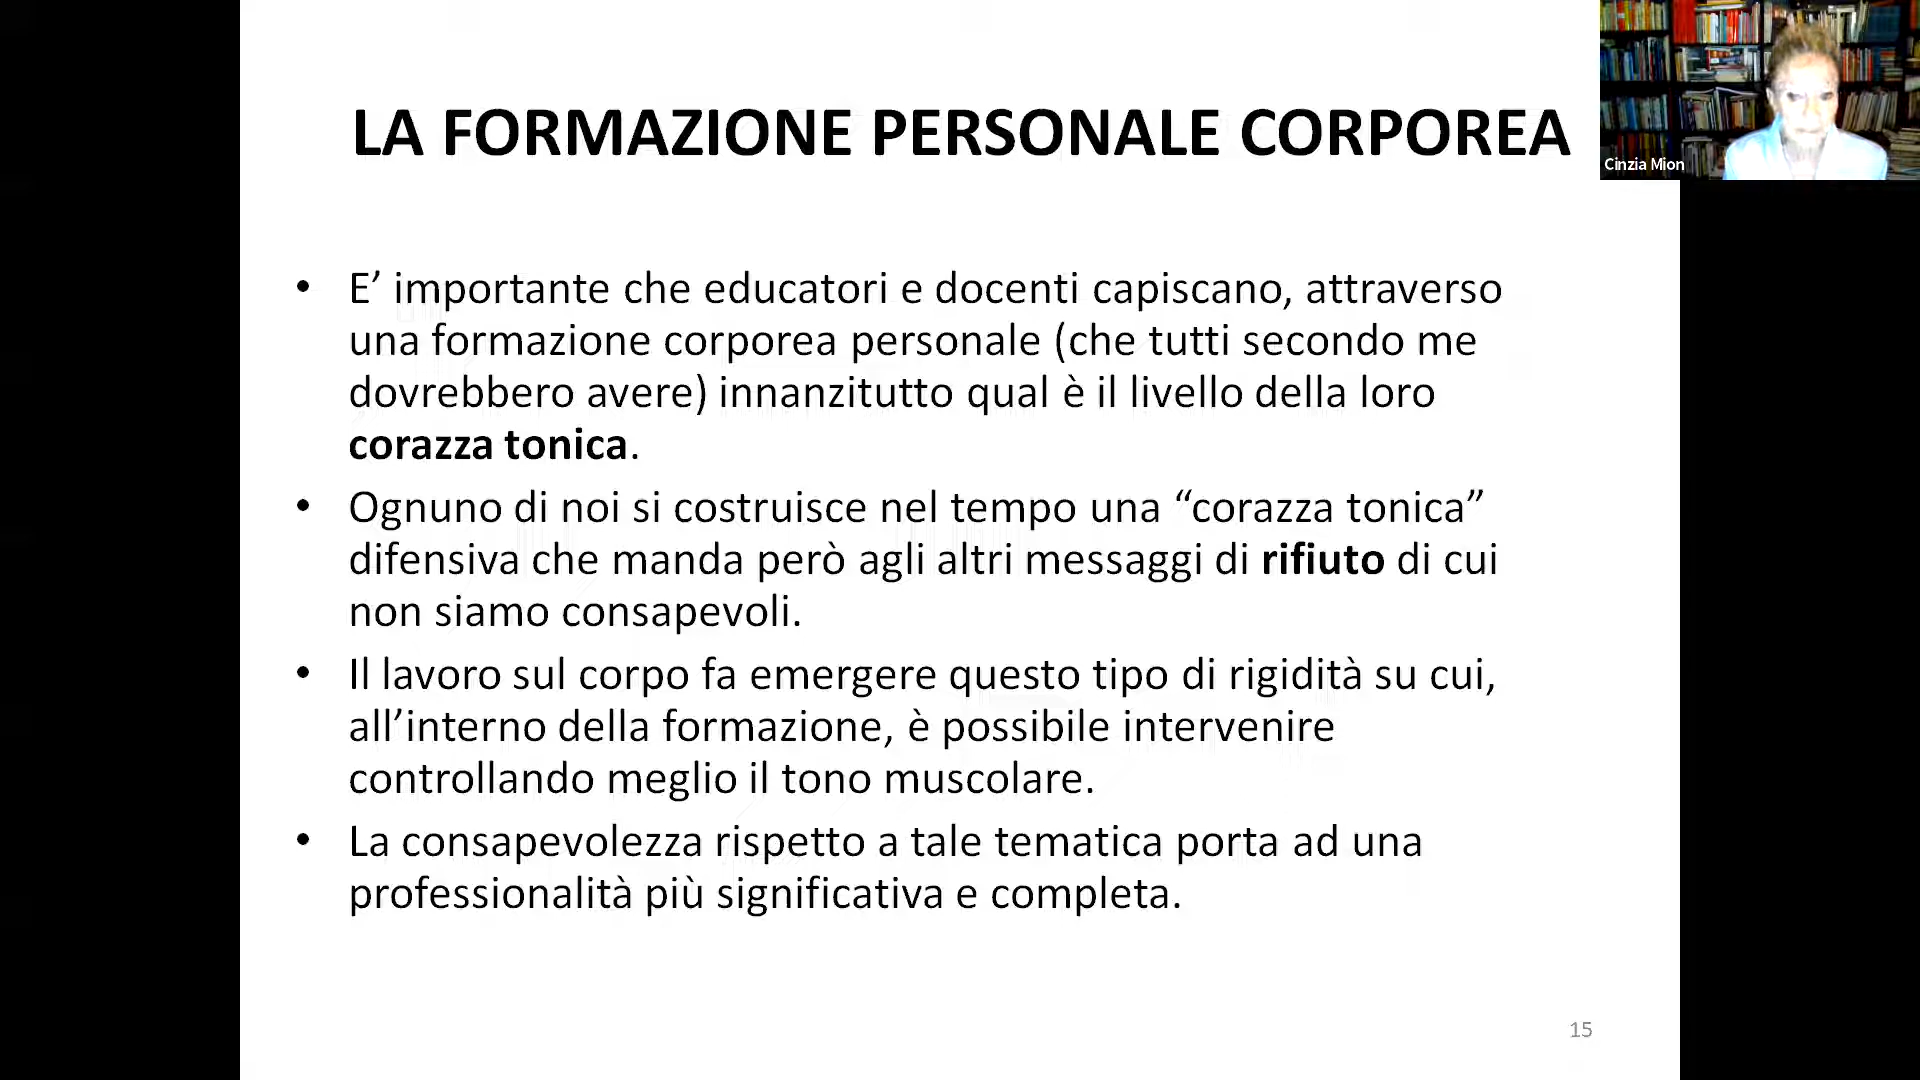 LA FORMAZIONE PERSONALE CORPOREA
Cinzia Mion
• E’ importante che educatori e docenti capiscano, attraverso
una formazione corporea personale (che tutti secondo me
dovrebbero avere) innanzitutto qual è il livello della loro
corazza tonica.
• Ognuno di noi si costruisce nel tempo una “corazza tonica”
difensiva che manda però agli altri messaggi di rifiuto di cui
non siamo consapevoli.
• Il lavoro sul corpo fa emergere questo tipo di rigidità su cui,
all’interno della formazione, è possibile intervenire
controllando meglio il tono muscolare.
• La consapevolezza rispetto a tale tematica porta ad una
professionalità più significativa e completa.
15